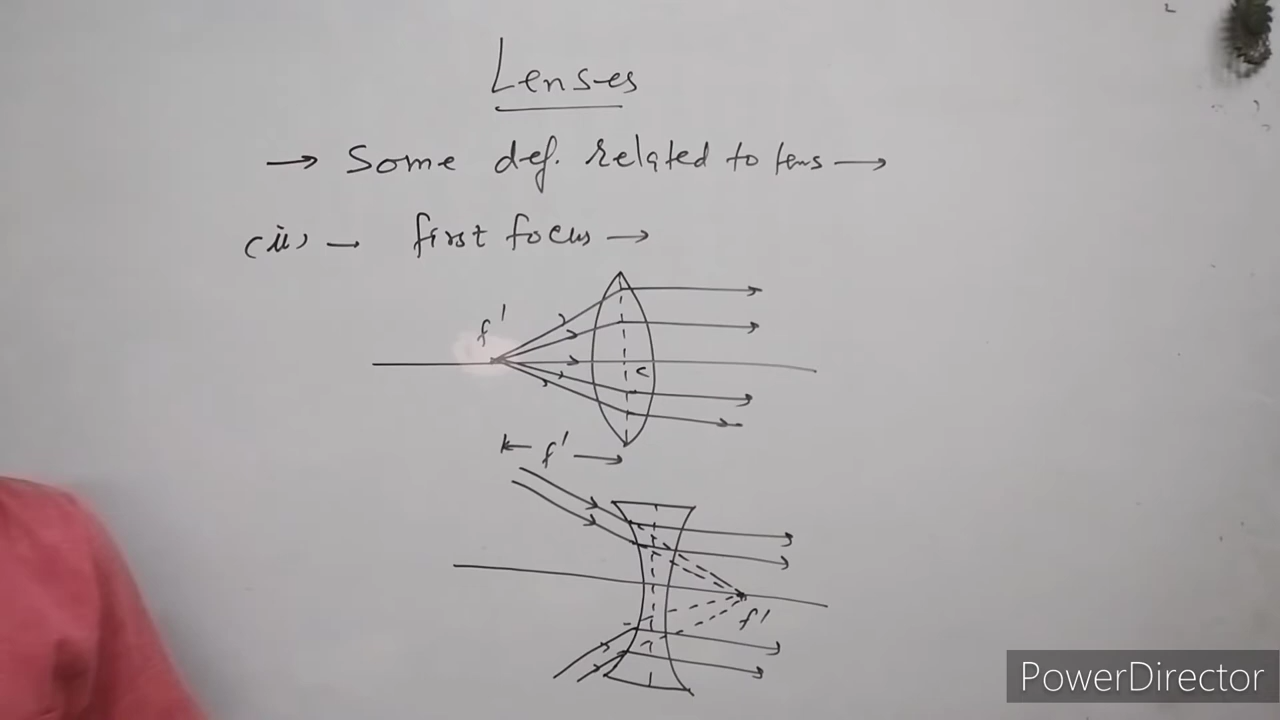 Lenses
→ Some def. related to lens →
(ii) → first focus →
f'
c
← f' →
f'
PowerDirector